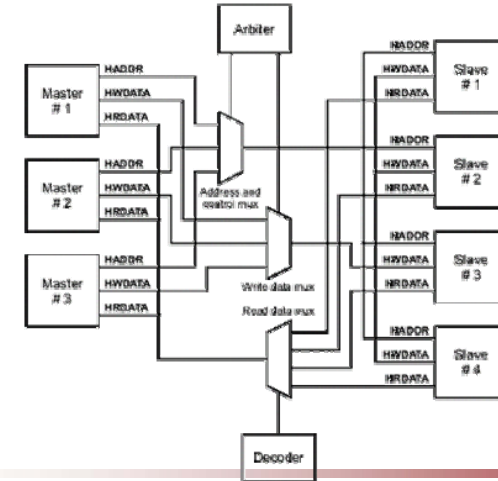 Arbiter
Master
# 1
HADDR
HWDATA
HRDATA
Master
# 2
HADDR
HWDATA
HRDATA
Master
# 3
HADDR
HWDATA
HRDATA
Address and
control mux
Write data mux
Read data mux
HADDR
HWDATA
HRDATA
Slave
# 1
HADDR
HWDATA
HRDATA
Slave
# 2
HADDR
HWDATA
HRDATA
Slave
# 3
HADDR
HWDATA
HRDATA
Slave
# 4
Decoder